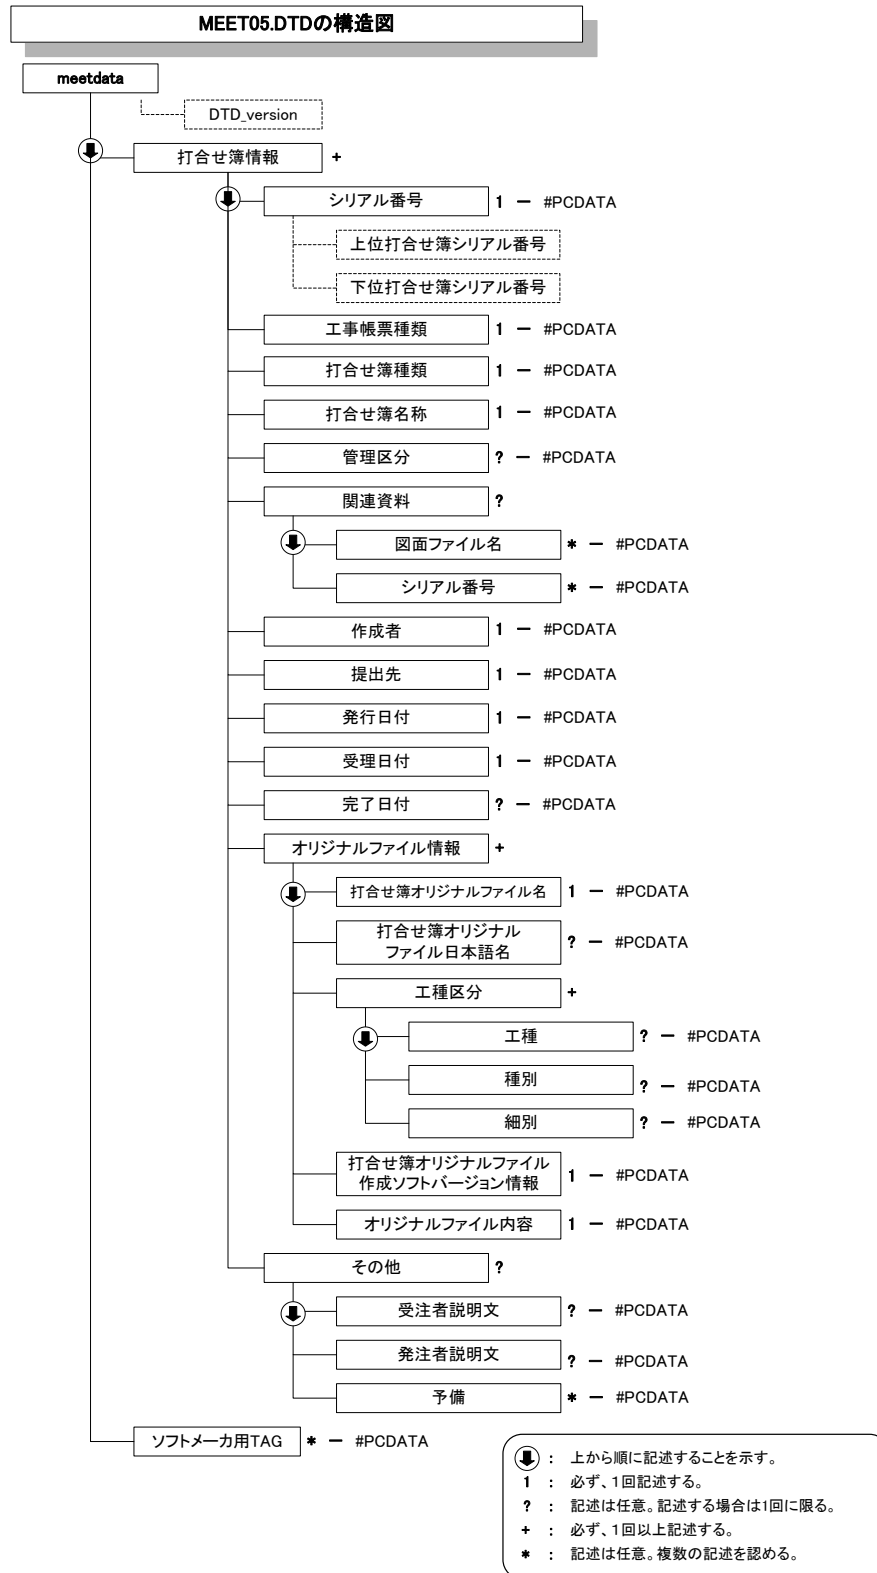 MEET05.DTDの構造図
meetdata
DTD_version
打合せ簿情報 +
シリアル番号 1 － #PCDATA
上位打合せ簿シリアル番号
下位打合せ簿シリアル番号
工事帳票種類 1 － #PCDATA
打合せ簿種類 1 － #PCDATA
打合せ簿名称 1 － #PCDATA
管理区分 ? － #PCDATA
関連資料 ?
図面ファイル名 * － #PCDATA
シリアル番号 * － #PCDATA
作成者 1 － #PCDATA
提出先 1 － #PCDATA
発行日付 1 － #PCDATA
受理日付 1 － #PCDATA
完了日付 ? － #PCDATA
オリジナルファイル情報 +
打合せ簿オリジナルファイル名 1 － #PCDATA
打合せ簿オリジナル
ファイル日本語名 ? － #PCDATA
工種区分 +
工種 ? － #PCDATA
種別 ? － #PCDATA
細別 ? － #PCDATA
打合せ簿オリジナルファイル
作成ソフトバージョン情報 1 － #PCDATA
オリジナルファイル内容 1 － #PCDATA
その他 ?
受注者説明文 ? － #PCDATA
発注者説明文 ? － #PCDATA
予備 * － #PCDATA
ソフトメーカ用TAG * － #PCDATA
： 上から順に記述することを示す。
1 ： 必ず、1回記述する。
? ： 記述は任意。記述する場合は1回に限る。
+ ： 必ず、1回以上記述する。
* ： 記述は任意。複数の記述を認める。